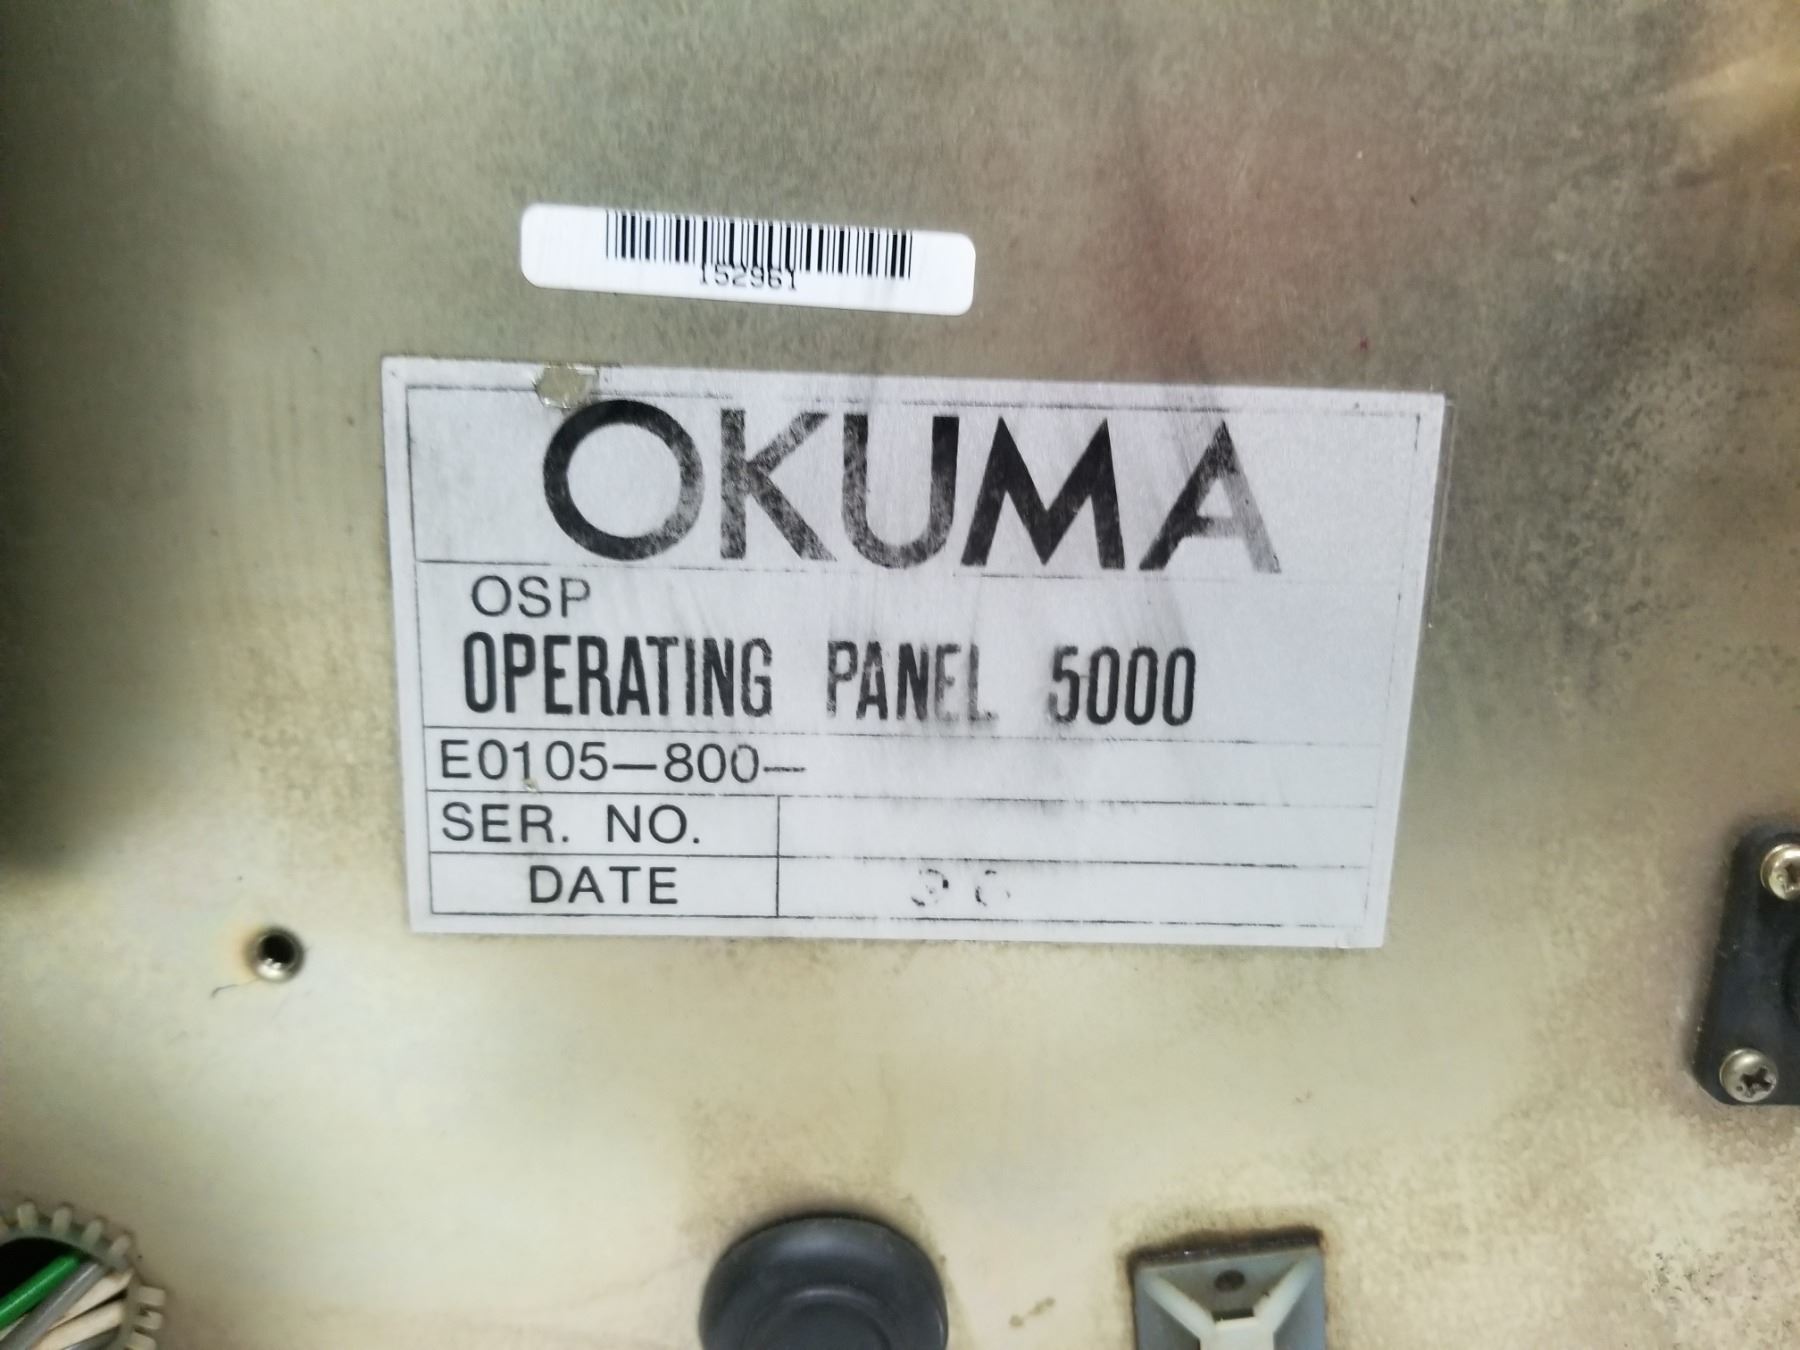 152961
OKUMA
OSP
OPERATING PANEL 5000
E0105-800-
SER. NO.
DATE